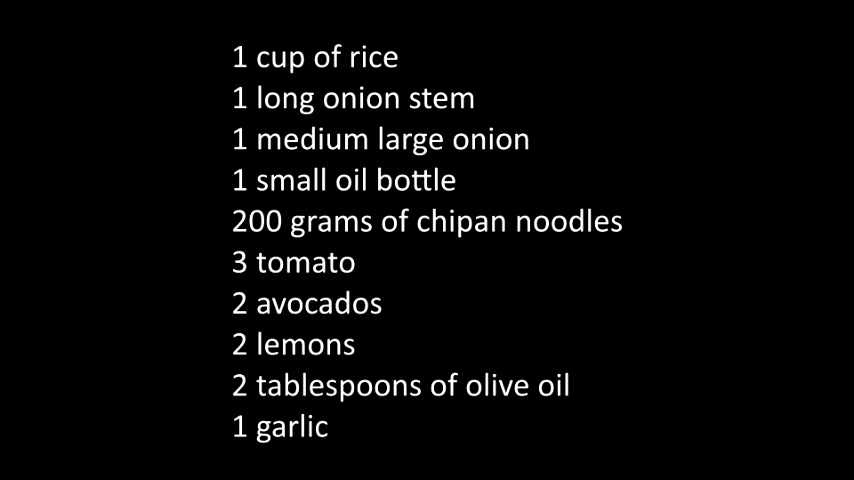 1 cup of rice
1 long onion stem
1 medium large onion
1 small oil bottle
200 grams of chipan noodles
3 tomato
2 avocados
2 lemons
2 tablespoons of olive oil
1 garlic